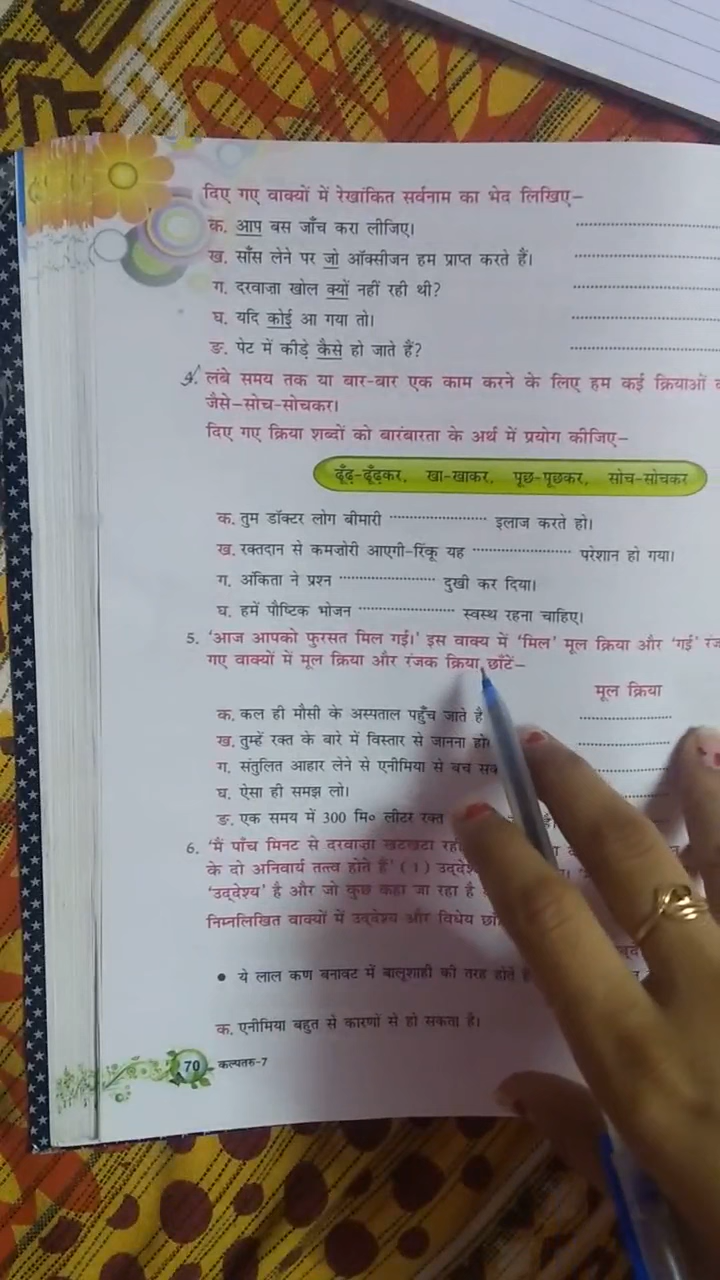 दिए गए वाक्यों में रेखांकित सर्वनाम का भेद लिखिए–
क. आप बस जाँच करा लीजिए।
ख. साँस लेने पर जो ऑक्सीजन हम प्राप्त करते हैं।
ग. दरवाज़ा खोल क्यों नहीं रही थी?
घ. यदि कोई आ गया तो।
ङ. पेट में कीड़े कैसे हो जाते हैं?
लंबे समय तक या बार-बार एक काम करने के लिए हम कई क्रियाओं
जैसे–सोच-सोचकर।
दिए गए क्रिया शब्दों को बारंबारता के अर्थ में प्रयोग कीजिए–
ढूँढ़-ढूँढ़कर, खा-खाकर, पूछ-पूछकर, सोच-सोचकर
क. तुम डॉक्टर लोग बीमारी ........................ इलाज करते हो।
ख. रक्तदान से कमज़ोरी आएगी–रिंकू यह ........................ परेशान हो गया।
ग. अंकिता ने प्रश्न ........................ दुखी कर दिया।
घ. हमें पौष्टिक भोजन ........................ स्वस्थ रहना चाहिए।
5. 'आज आपको फुरसत मिल गई।' इस वाक्य में 'मिल' मूल क्रिया और 'गई'
गए वाक्यों में मूल क्रिया और रंजक क्रिया छाँटें–
मूल क्रिया
क. कल ही मौसी के अस्पताल पहुँच जाते है
ख. तुम्हें रक्त के बारे में विस्तार से जानना
ग. संतुलित आहार लेने से एनीमिया से बच
घ. ऐसा ही समझ लो।
ङ. एक समय में 300 मि० लीटर रक्त
6. 'मैं पाँच मिनट से दरवाज़ा खटखटा
के दो अनिवार्य तत्त्व होते हैं' (1)
'उद्देश्य' है और जो कुछ कहा जा रहा है
निम्नलिखित वाक्यों में उद्देश्य और विधेय
• ये लाल कण बनावट में बालूशाही की तरह होते
क. एनीमिया बहुत से कारणों से हो सकता है।
70 कल्पतरु-7